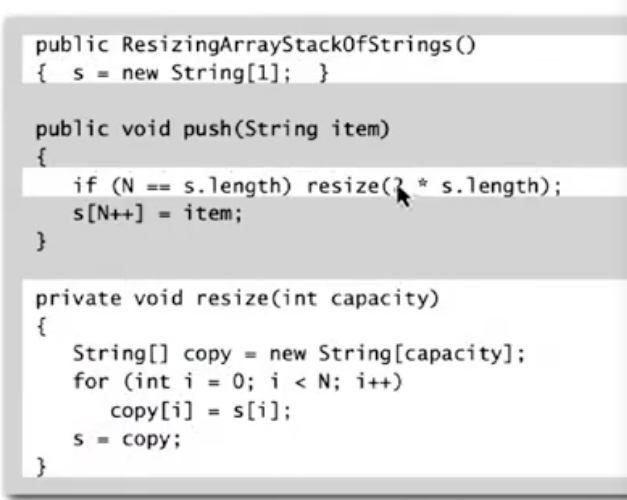 public ResizingArrayStackOfStrings()
{  s = new String[1];  }
public void push(String item)
{
   if (N == s.length) resize(2 * s.length);
   s[N++] = item;
}
private void resize(int capacity)
{
   String[] copy = new String[capacity];
   for (int i = 0; i < N; i++)
      copy[i] = s[i];
   s = copy;
}